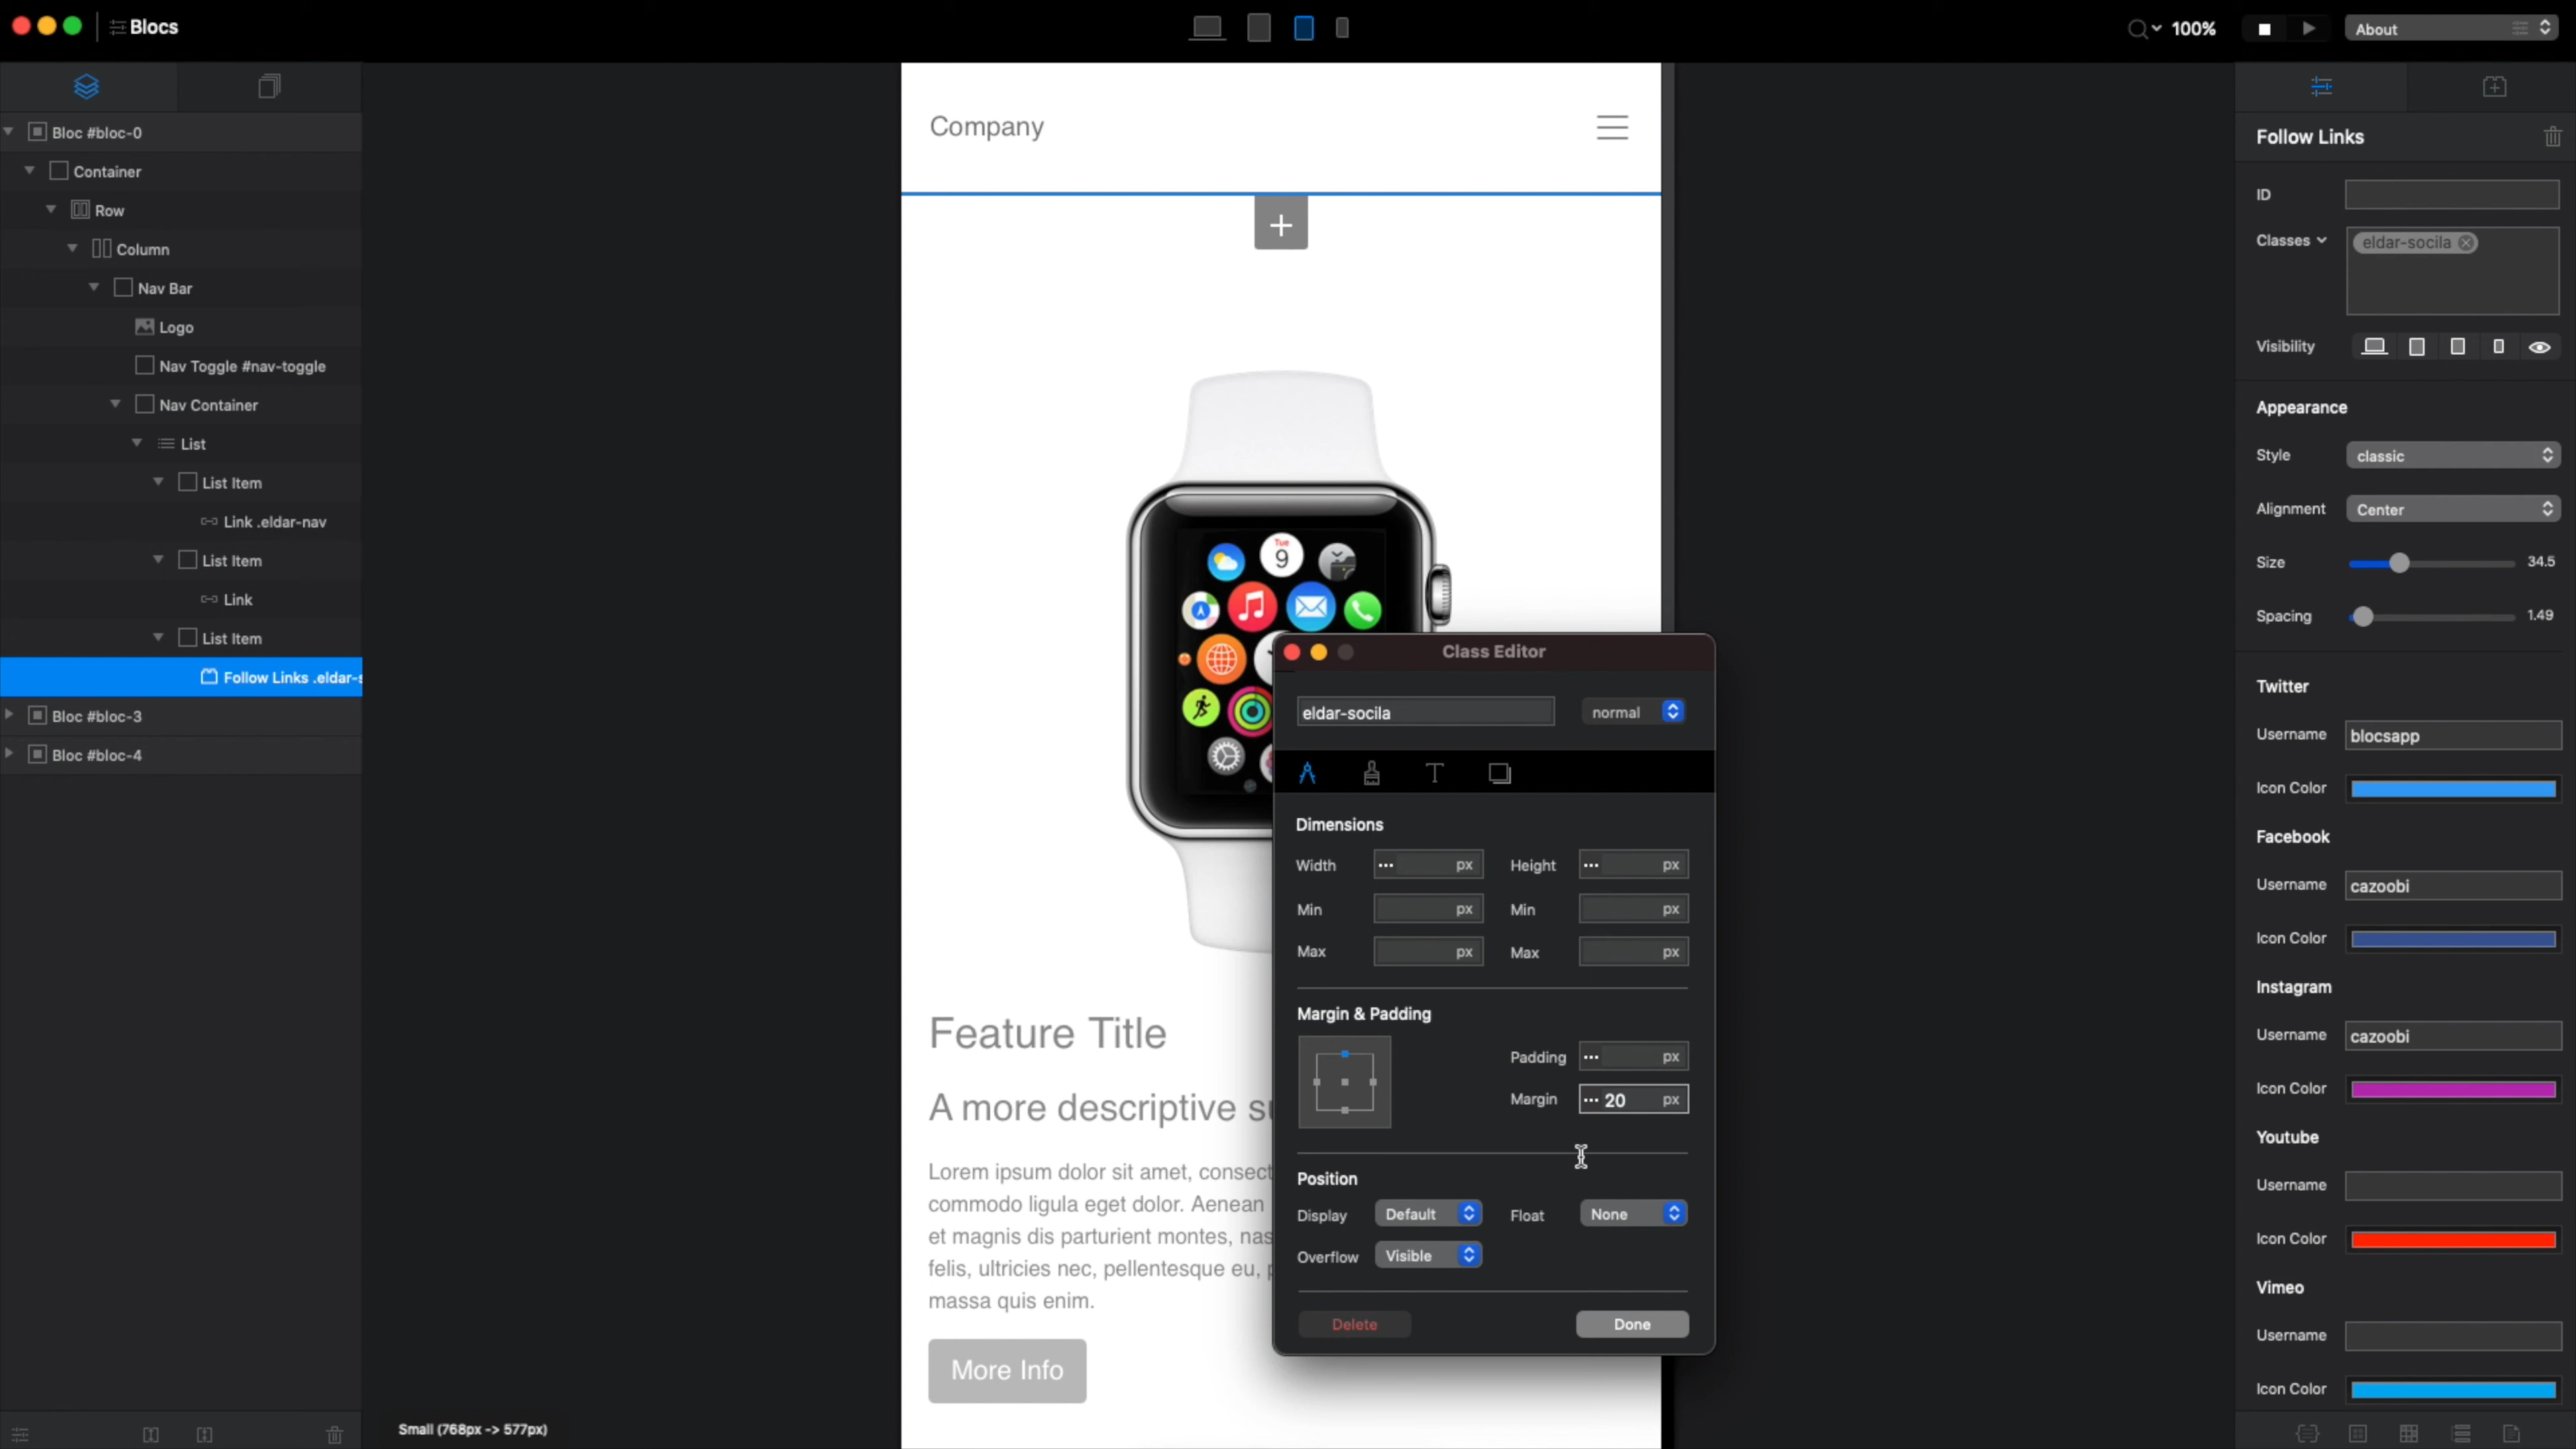 Blocs
100%
About
Bloc #bloc-0
Container
Row
Column
Nav Bar
Logo
Nav Toggle #nav-toggle
Nav Container
List
List Item
Link .eldar-nav
List Item
Link
List Item
Follow Links .eldar-s
Bloc #bloc-3
Bloc #bloc-4
Small (768px -> 577px)
Company
+
Tue
9
Feature Title
A more descriptive su
Lorem ipsum dolor sit amet, consect
commodo ligula eget dolor. Aenean
et magnis dis parturient montes, nas
felis, ultricies nec, pellentesque eu, p
massa quis enim.
More Info
Class Editor
eldar-socila
normal
Dimensions
Width ... px Height ... px
Min px Min px
Max px Max px
Margin & Padding
Padding ... px
Margin ... 20 px
Position
Display Default Float None
Overflow Visible
Delete Done
Follow Links
ID
Classes eldar-socila
Visibility
Appearance
Style classic
Alignment Center
Size 34.5
Spacing 1.49
Twitter
Username blocsapp
Icon Color
Facebook
Username cazoobi
Icon Color
Instagram
Username cazoobi
Icon Color
Youtube
Username
Icon Color
Vimeo
Username
Icon Color